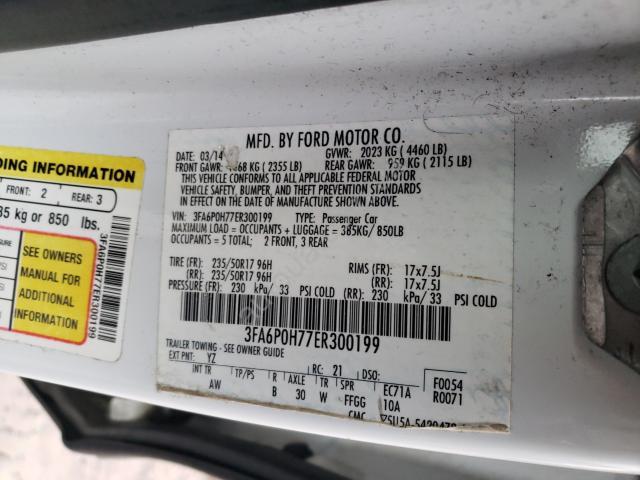 DING INFORMATION
FRONT: 2 REAR: 3
85 kg or 850 lbs.
SEE OWNERS
MANUAL FOR
ADDITIONAL
INFORMATION
3FA6P0H77ER300199
MFD. BY FORD MOTOR CO.
DATE: 03/14 GVWR: 2023 KG ( 4460 LB)
FRONT GAWR: 1068 KG ( 2355 LB) REAR GAWR: 959 KG ( 2115 LB)
THIS VEHICLE CONFORMS TO ALL APPLICABLE FEDERAL MOTOR
VEHICLE SAFETY, BUMPER, AND THEFT PREVENTION STANDARDS
IN EFFECT ON THE DATE OF MANUFACTURE SHOWN ABOVE.
VIN: 3FA6P0H77ER300199 TYPE: Passenger Car
MAXIMUM LOAD = OCCUPANTS + LUGGAGE = 385KG/ 850LB
OCCUPANTS = 5 TOTAL; 2 FRONT, 3 REAR
TIRE (FR): 235/50R17 96H RIMS (FR): 17x7.5J
(RR): 235/50R17 96H (RR): 17x7.5J
PRESSURE (FR): 230 kPa/ 33 PSI COLD (RR): 230 kPa/ 33 PSI COLD
3FA6P0H77ER300199
TRAILER TOWING - SEE OWNER GUIDE
EXT PNT: YZ RC: 21 DSO: F0054
INT TR TP/PS R AXLE TR SPR EC71A R0071
AW B 30 W FFGG 10A